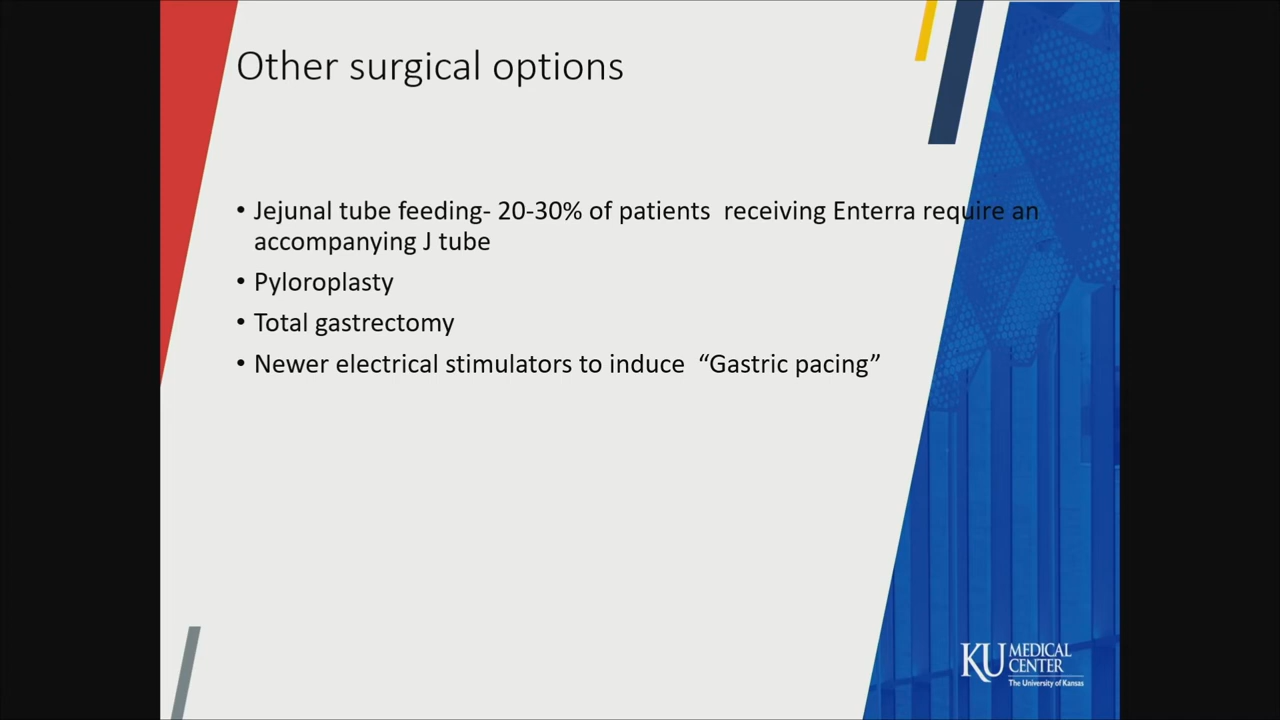 Other surgical options
• Jejunal tube feeding- 20-30% of patients  receiving Enterra require an
accompanying J tube
• Pyloroplasty
• Total gastrectomy
• Newer electrical stimulators to induce  “Gastric pacing”
KU MEDICAL
CENTER
The University of Kansas